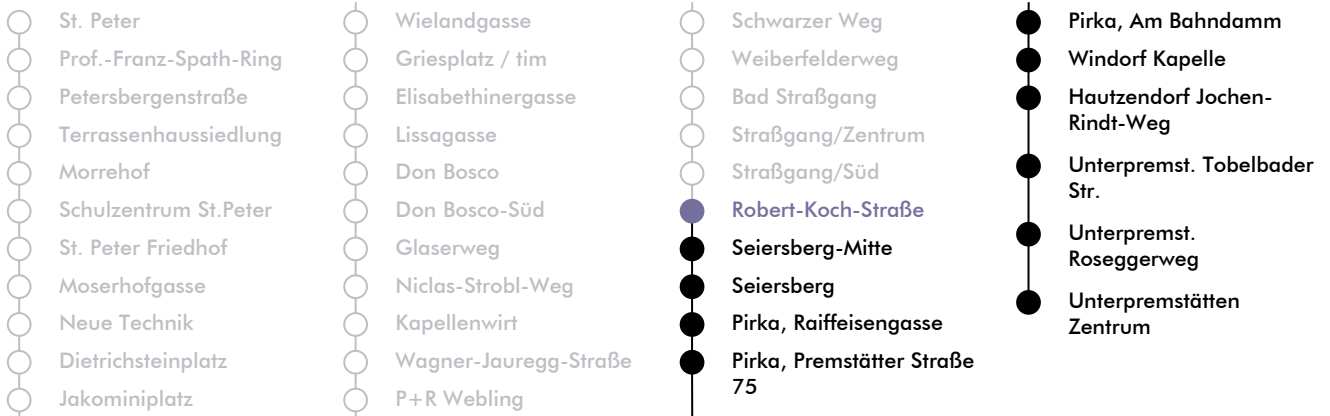 St. Peter
Prof.-Franz-Spath-Ring
Petersbergenstraße
Terrassenhaussiedlung
Morrehof
Schulzentrum St.Peter
St. Peter Friedhof
Moserhofgasse
Neue Technik
Dietrichsteinplatz
Jakominiplatz
Wielandgasse
Griesplatz / tim
Elisabethinergasse
Lissagasse
Don Bosco
Don Bosco-Süd
Glaserweg
Niclas-Strobl-Weg
Kapellenwirt
Wagner-Jauregg-Straße
P+R Webling
Schwarzer Weg
Weiberfelderweg
Bad Straßgang
Straßgang/Zentrum
Straßgang/Süd
Robert-Koch-Straße
Seiersberg-Mitte
Seiersberg
Pirka, Raiffeisengasse
Pirka, Premstätter Straße
75
Pirka, Am Bahndamm
Windorf Kapelle
Hautzendorf Jochen-
Rindt-Weg
Unterpremst. Tobelbader
Str.
Unterpremst.
Roseggerweg
Unterpremstätten
Zentrum